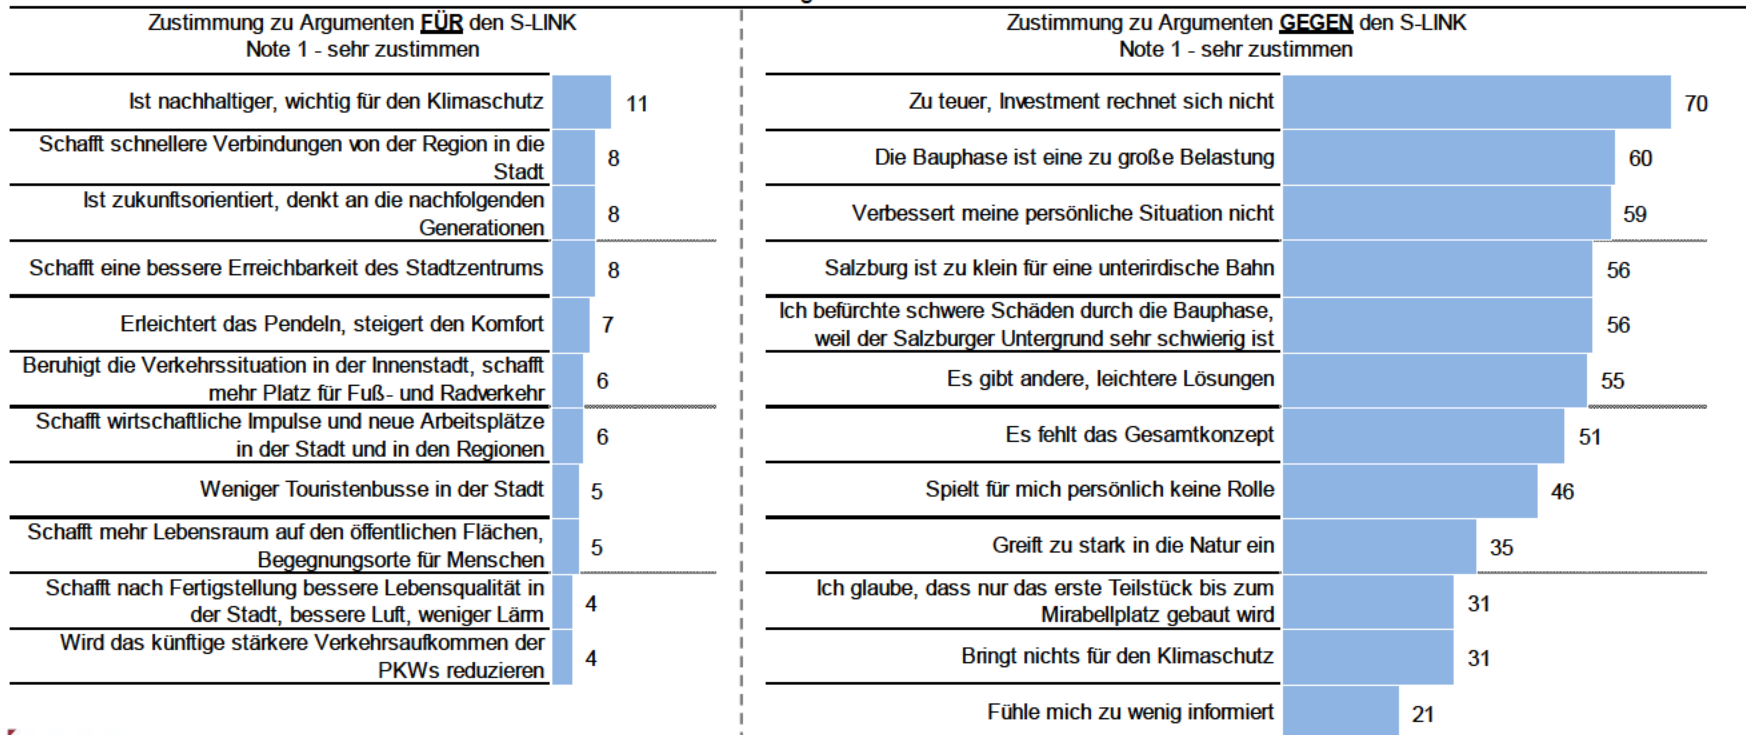 Zustimmung zu Argumenten FÜR den S-LINK
Note 1 - sehr zustimmen
Ist nachhaltiger, wichtig für den Klimaschutz 11
Schafft schnellere Verbindungen von der Region in die
Stadt 8
Ist zukunftsorientiert, denkt an die nachfolgenden
Generationen 8
Schafft eine bessere Erreichbarkeit des Stadtzentrums 8
Erleichtert das Pendeln, steigert den Komfort 7
Beruhigt die Verkehrssituation in der Innenstadt, schafft
mehr Platz für Fuß- und Radverkehr 6
Schafft wirtschaftliche Impulse und neue Arbeitsplätze
in der Stadt und in den Regionen 6
Weniger Touristenbusse in der Stadt 5
Schafft mehr Lebensraum auf den öffentlichen Flächen,
Begegnungsorte für Menschen 5
Schafft nach Fertigstellung bessere Lebensqualität in
der Stadt, bessere Luft, weniger Lärm 4
Wird das künftige stärkere Verkehrsaufkommen der
PKWs reduzieren 4
Zustimmung zu Argumenten GEGEN den S-LINK
Note 1 - sehr zustimmen
Zu teuer, Investment rechnet sich nicht 70
Die Bauphase ist eine zu große Belastung 60
Verbessert meine persönliche Situation nicht 59
Salzburg ist zu klein für eine unterirdische Bahn 56
Ich befürchte schwere Schäden durch die Bauphase,
weil der Salzburger Untergrund sehr schwierig ist 56
Es gibt andere, leichtere Lösungen 55
Es fehlt das Gesamtkonzept 51
Spielt für mich persönlich keine Rolle 46
Greift zu stark in die Natur ein 35
Ich glaube, dass nur das erste Teilstück bis zum
Mirabellplatz gebaut wird 31
Bringt nichts für den Klimaschutz 31
Fühle mich zu wenig informiert 21